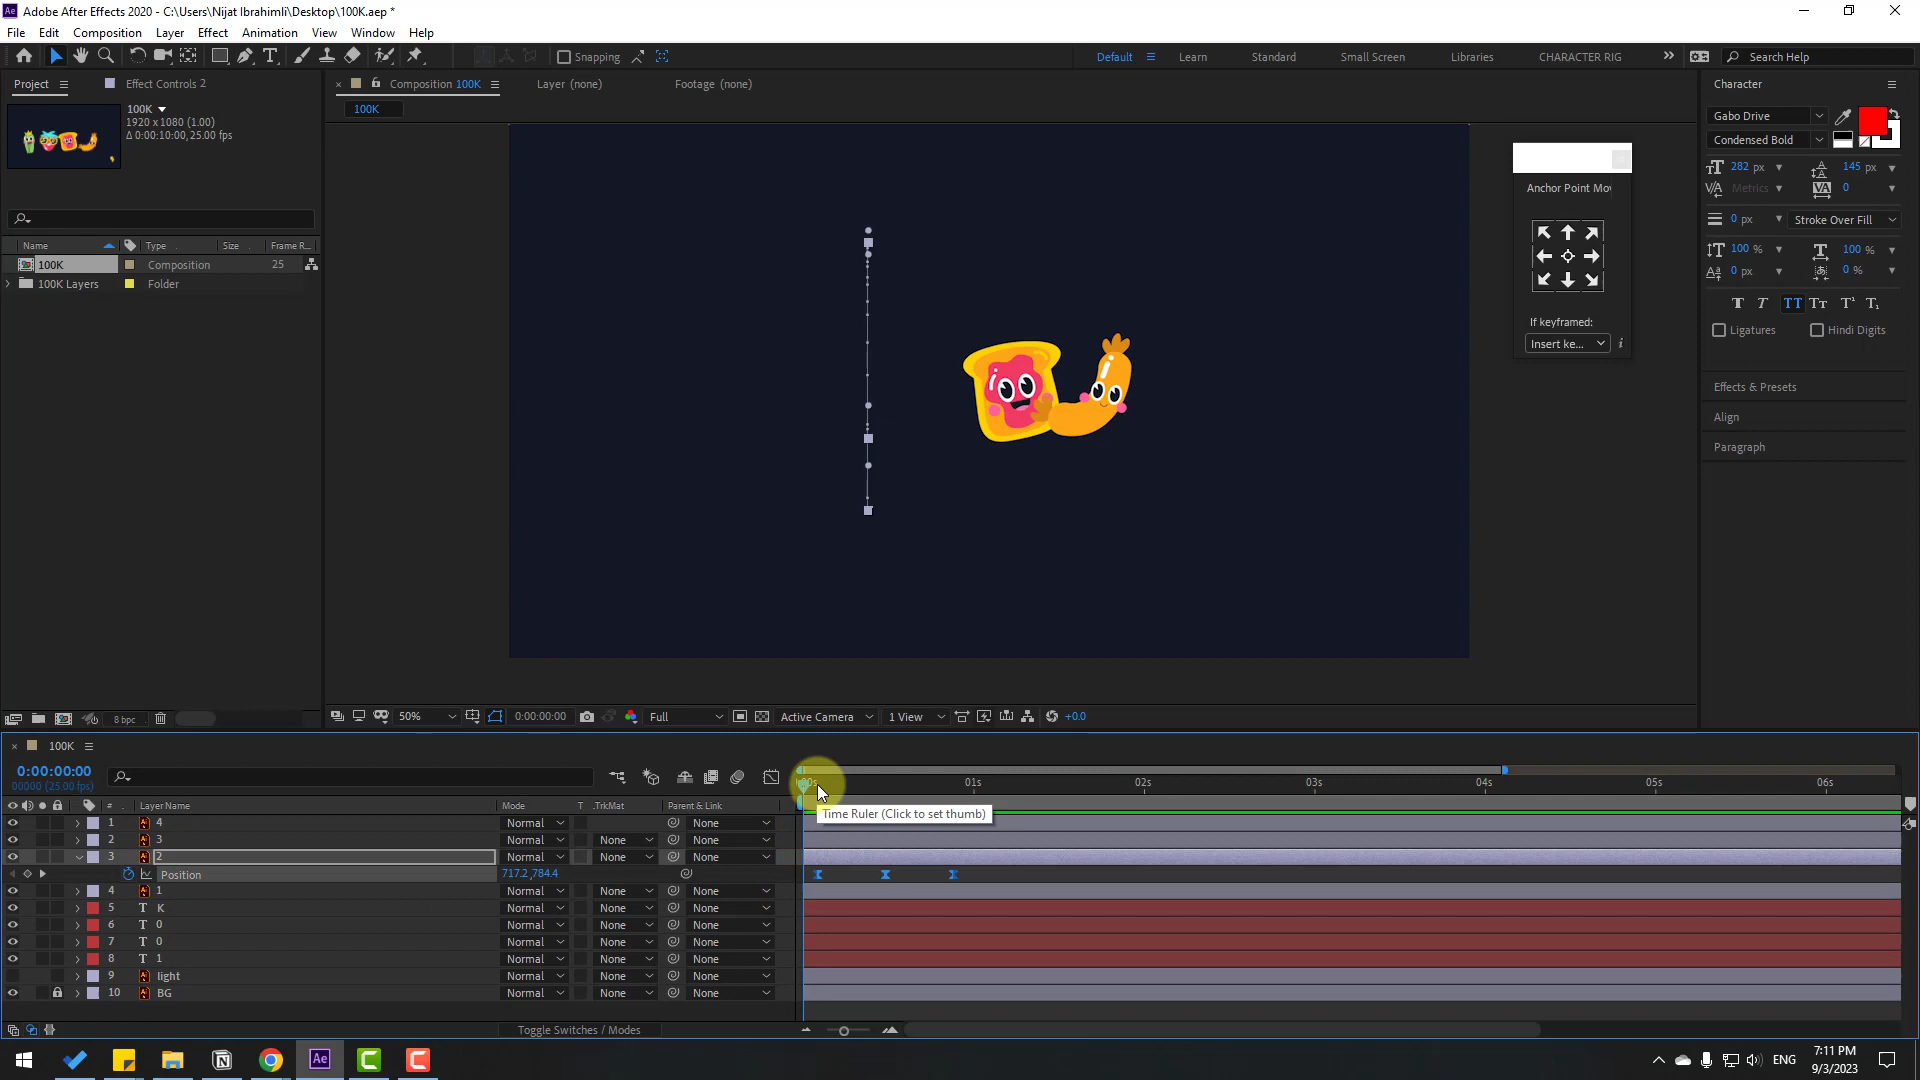 Adobe After Effects 2020 - C:\Users\Nijat Ibrahimli\Desktop\100K.aep *
File Edit Composition Layer Effect Animation View Window Help
Snapping Default Learn Standard Small Screen Libraries CHARACTER RIG Search Help
Project Effect Controls 2 Composition 100K Layer (none) Footage (none) Character
100K
1920 x 1080 (1.00)
Δ 0:00:10:00, 25.00 fps
100K
Gabo Drive
Condensed Bold
282 px 145 px
Metrics 0
0 px Stroke Over Fill
100 % 100 %
0 px 0 %
Ligatures Hindi Digits
Effects & Presets
Align
Paragraph
Anchor Point Mo
If keyframed:
Insert ke...
Name Type Size Frame R...
100K Composition 25
100K Layers Folder
8 bpc
50% 0:00:00:00 Full Active Camera 1 View +0.0
100K
0:00:00:00
00000 (25.00 fps)
00s 01s 02s 03s 04s 05s 06s
Time Ruler (Click to set thumb)
# Layer Name Mode T .TrkMat Parent & Link
1 4 Normal None
2 3 Normal None None
3 2 Normal None None
Position 717.2,784.4
4 1 Normal None None
5 T K Normal None None
6 T 0 Normal None None
7 T 0 Normal None None
8 T 1 Normal None None
9 light Normal None None
10 BG Normal None None
Toggle Switches / Modes
ENG 7:11 PM
9/3/2023